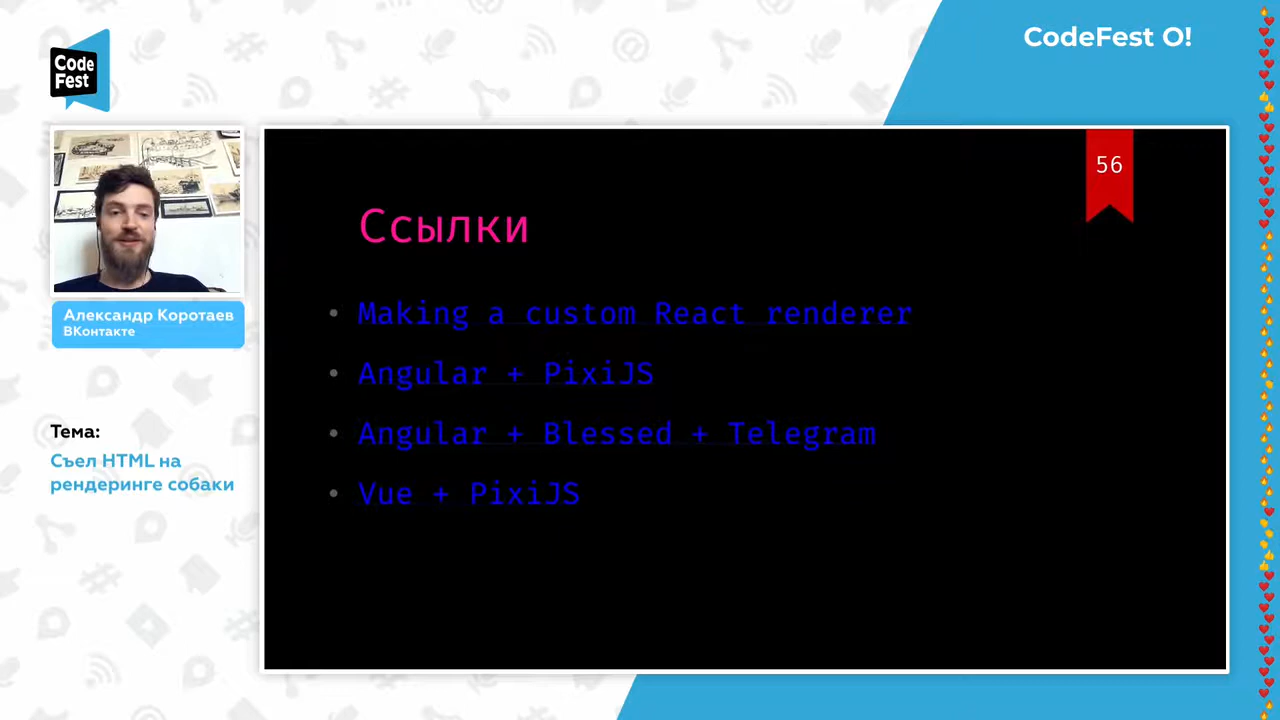 Code
Fest
CodeFest O!
Александр Коротаев
ВКонтакте
Тема:
Съел HTML на
рендеринге собаки
56
Ссылки
Making a custom React renderer
Angular + PixiJS
Angular + Blessed + Telegram
Vue + PixiJS